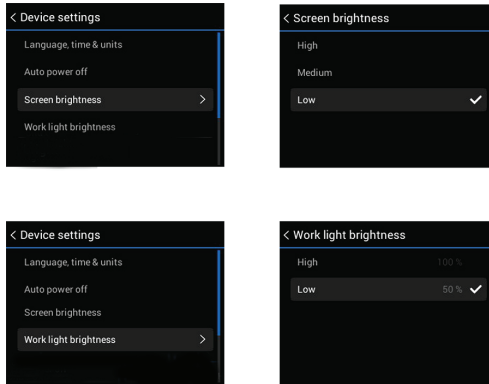 < Device settings
Language, time & units
Auto power off
Screen brightness >
Work light brightness
< Screen brightness
High
Medium
Low
< Device settings
Language, time & units
Auto power off
Screen brightness
Work light brightness >
< Work light brightness
High 100 %
Low 50 %